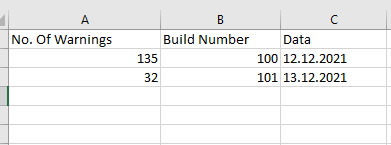 A B C
No. Of Warnings Build Number Data
135 100 12.12.2021
32 101 13.12.2021